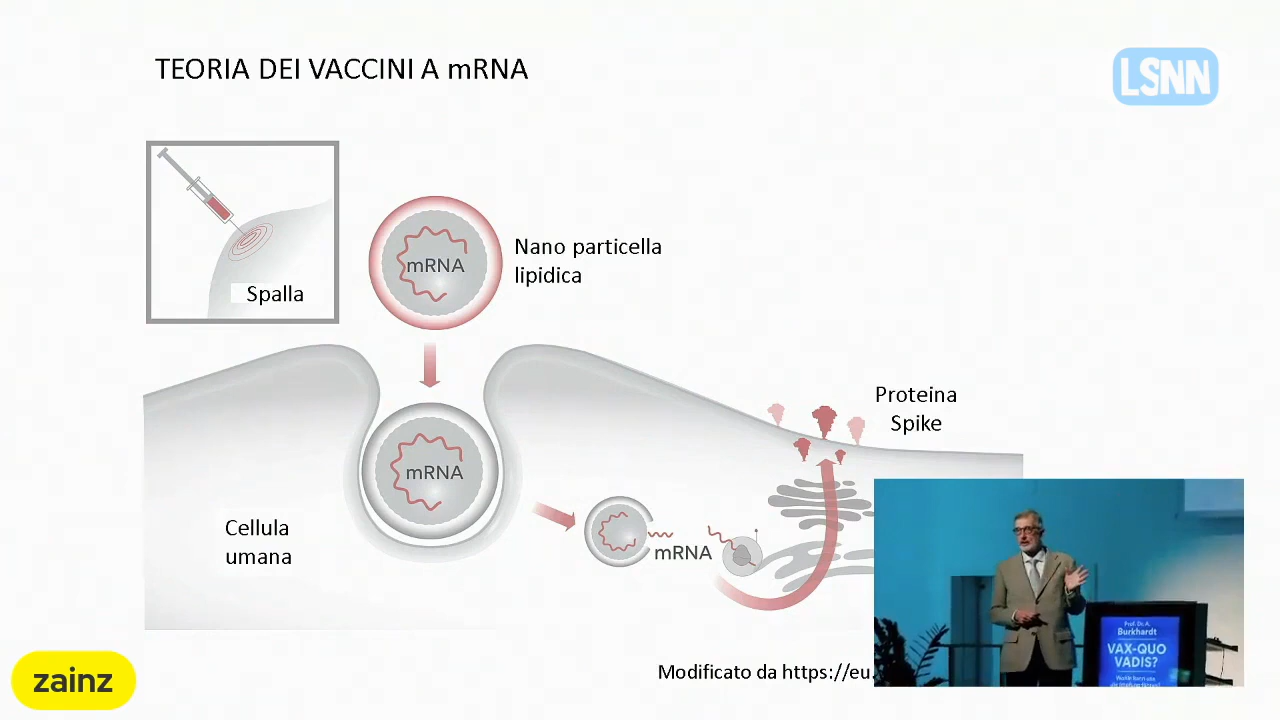 TEORIA DEI VACCINI A mRNA
LSNN
mRNA
Nano particella
lipidica
Spalla
mRNA
Proteina
Spike
Cellula
umana
mRNA
Prof. Dr. A.
Burkhardt
VAX-QUO
VADIS?
zainz
Modificato da https://eu.